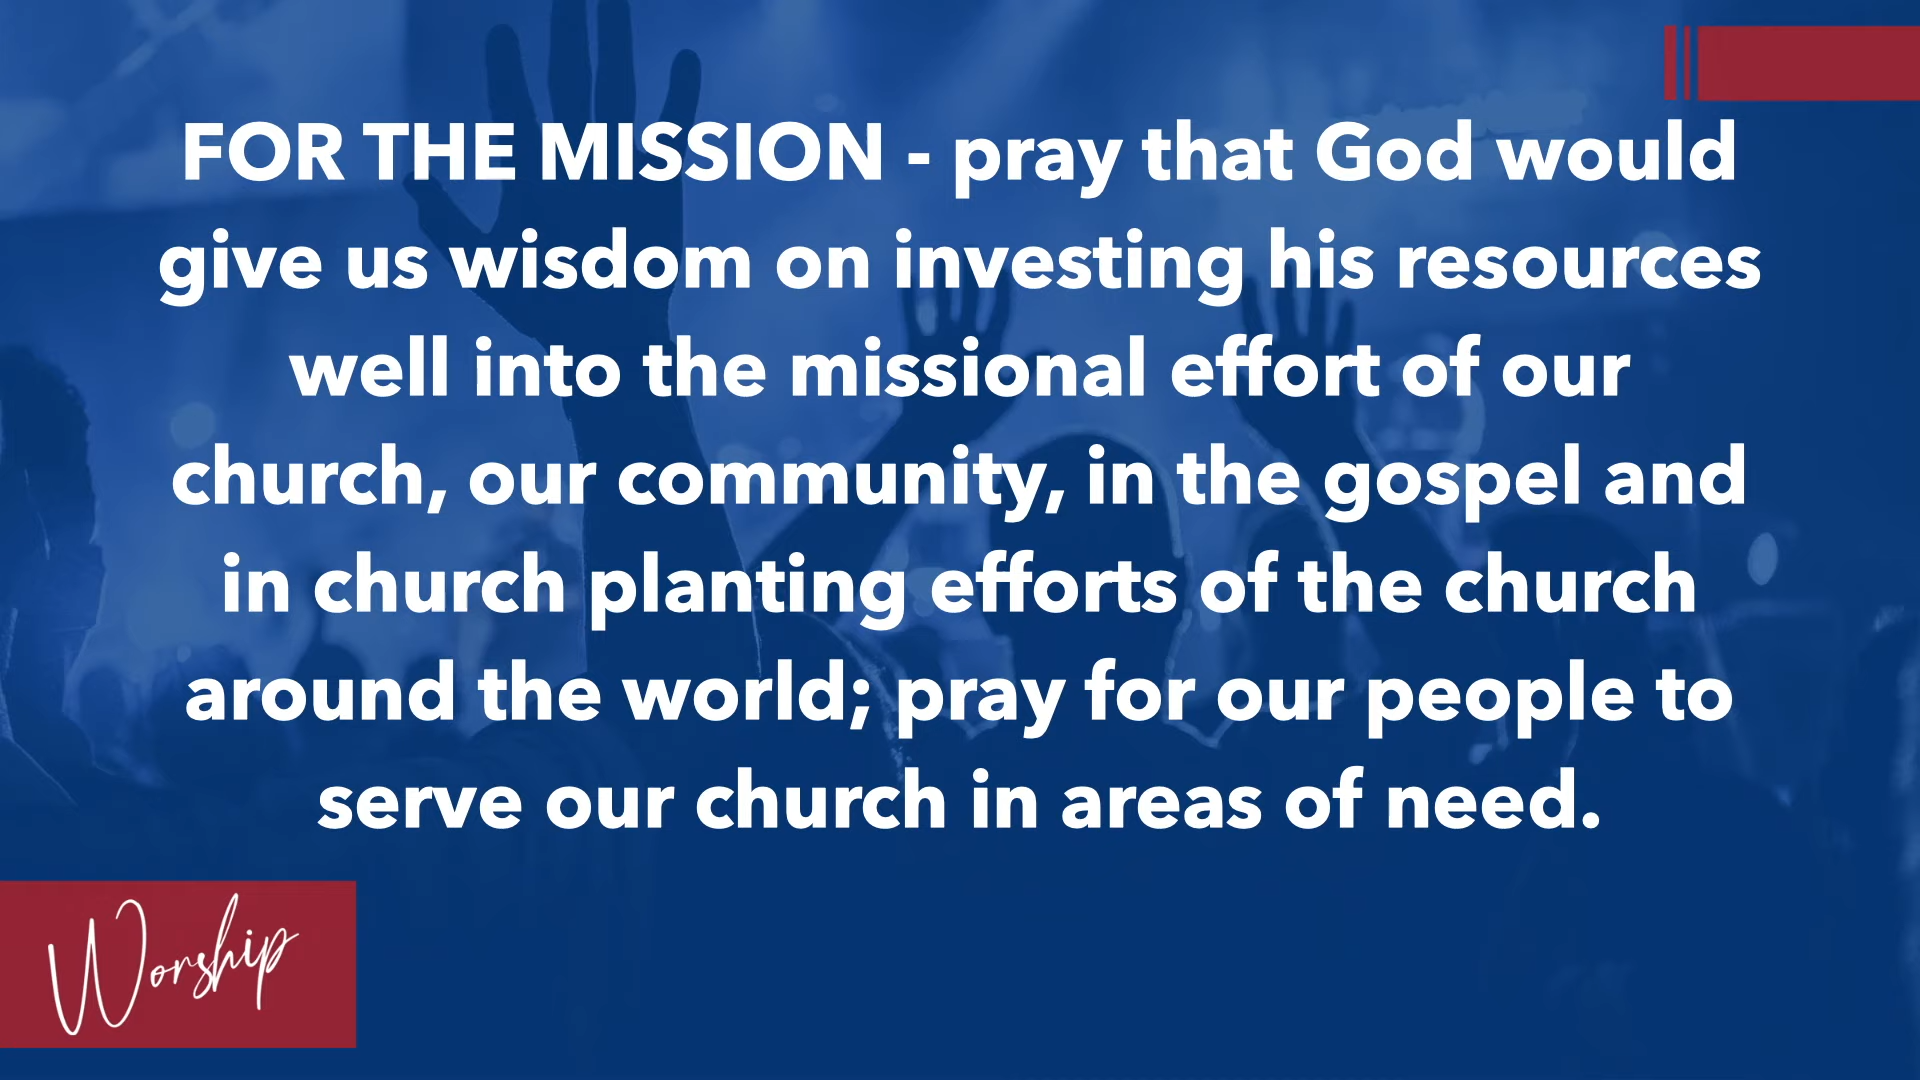 FOR THE MISSION - pray that God would
give us wisdom on investing his resources
well into the missional effort of our
church, our community, in the gospel and
in church planting efforts of the church
around the world; pray for our people to
serve our church in areas of need.
Worship